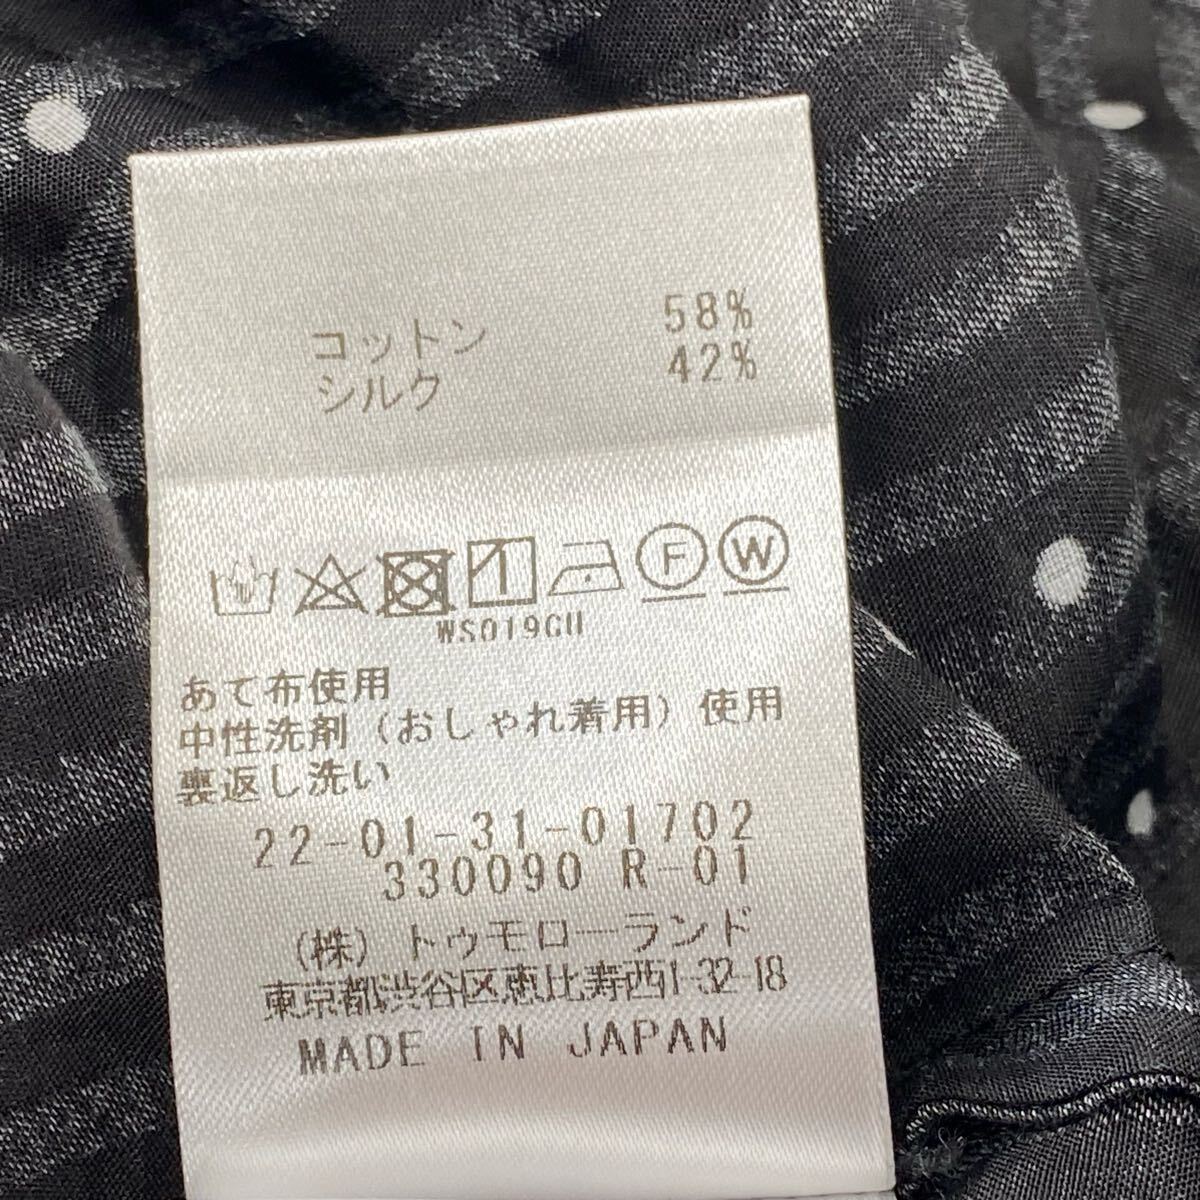 コットン 58%
シルク 42%
F W
WS019CU
あて布使用
中性洗剤（おしゃれ着用）使用
裏返し洗い
22-01-31-01702
330090 R-01
(株) トゥモローランド
東京都渋谷区恵比寿西1-32-18
MADE IN JAPAN